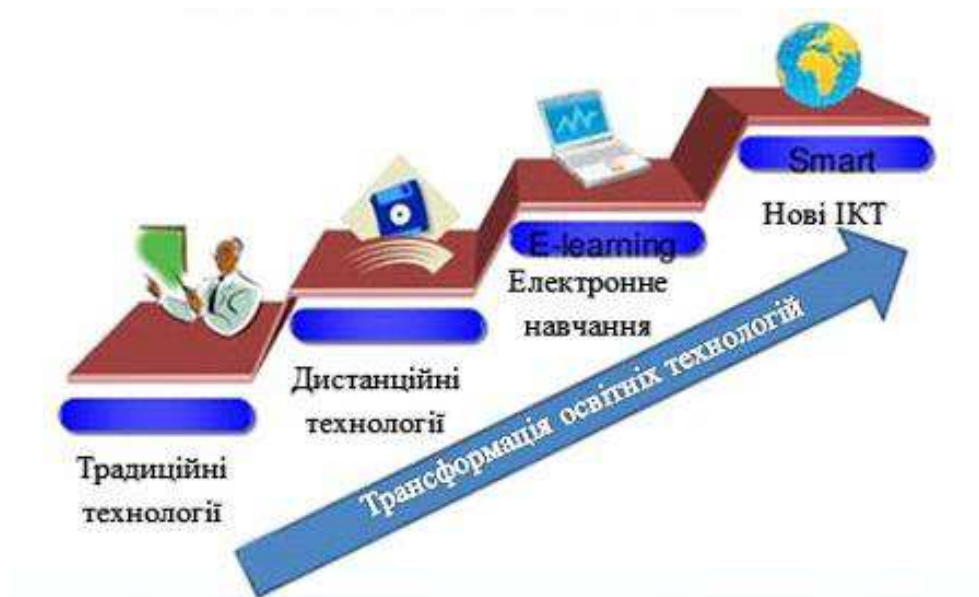 Smart
Нові ІКТ
E-learning
Електронне
навчання
Дистанційні
технології
Традиційні
технології
Трансформація освітніх технологій